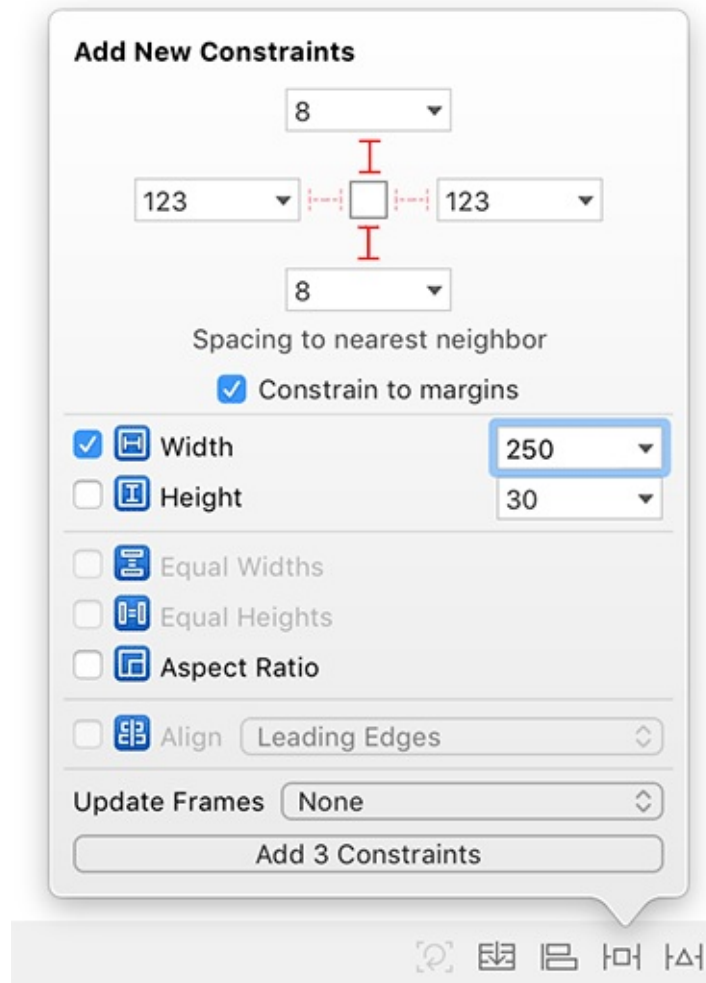 Add New Constraints
8
123 123
8
Spacing to nearest neighbor
Constrain to margins
Width 250
Height 30
Equal Widths
Equal Heights
Aspect Ratio
Align Leading Edges
Update Frames None
Add 3 Constraints